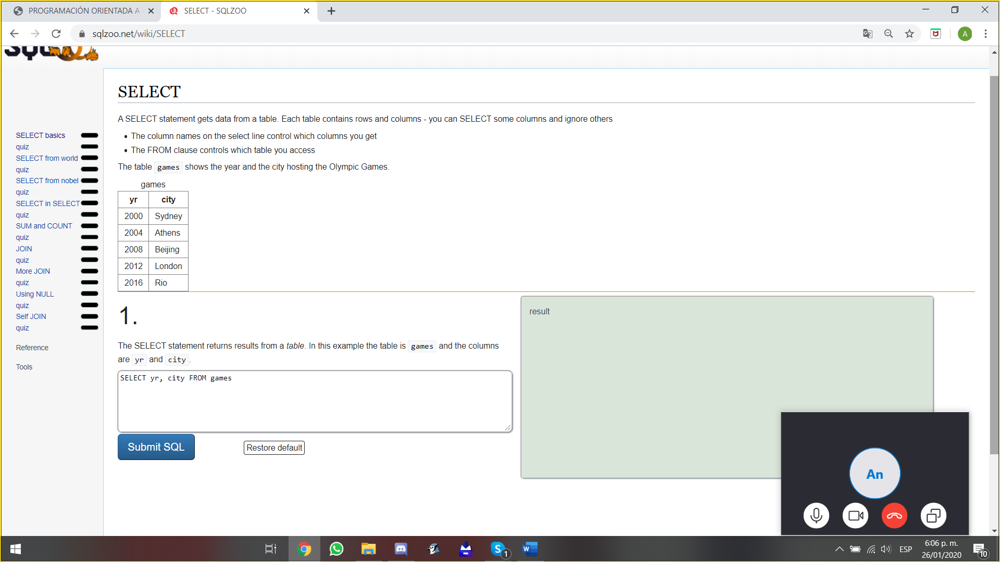 PROGRAMACIÓN ORIENTADA A
SELECT - SQLZOO
sqlzoo.net/wiki/SELECT
A
SELECT
A SELECT statement gets data from a table. Each table contains rows and columns - you can SELECT some columns and ignore others
The column names on the select line control which columns you get
The FROM clause controls which table you access
The table games shows the year and the city hosting the Olympic Games.
games
yr city
2000 Sydney
2004 Athens
2008 Beijing
2012 London
2016 Rio
SELECT basics
quiz
SELECT from world
quiz
SELECT from nobel
quiz
SELECT in SELECT
quiz
SUM and COUNT
quiz
JOIN
quiz
More JOIN
quiz
Using NULL
quiz
Self JOIN
quiz
Reference
Tools
1.
The SELECT statement returns results from a table. In this example the table is games and the columns
are yr and city.
SELECT yr, city FROM games
Submit SQL
Restore default
result
An
1
ESP
6:06 p. m.
26/01/2020
10